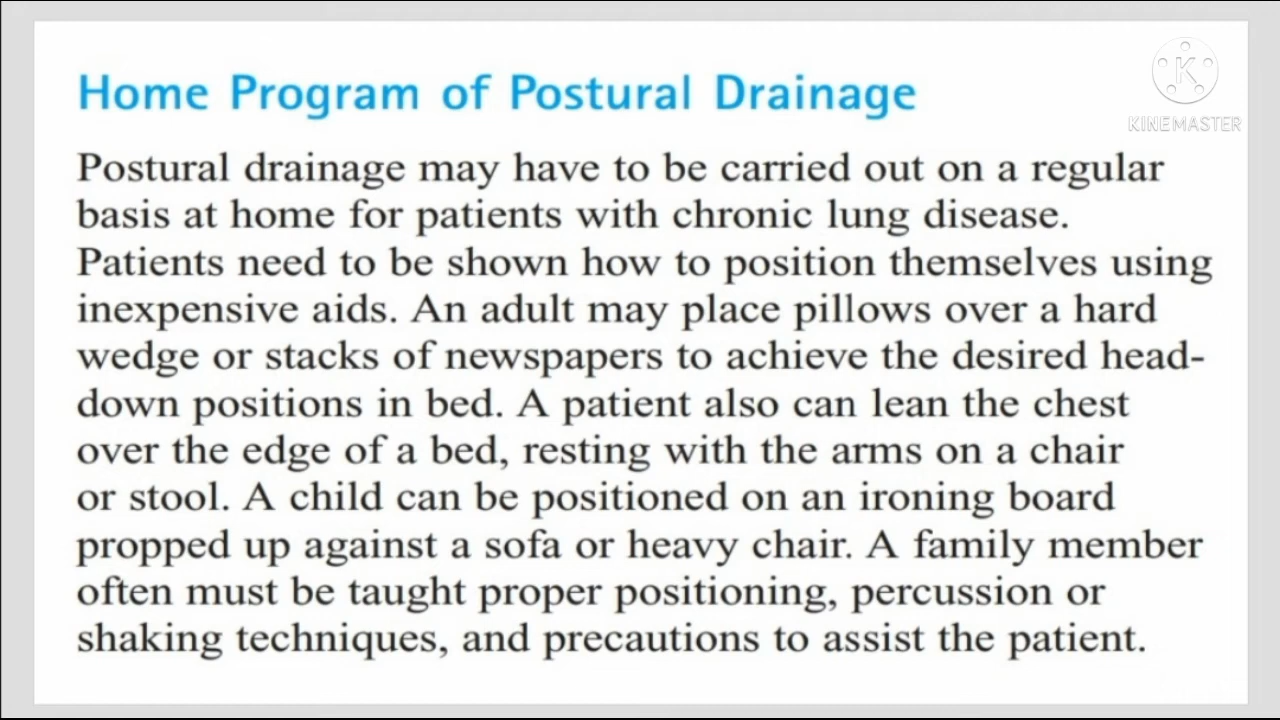 Home Program of Postural Drainage
K
KINEMASTER
Postural drainage may have to be carried out on a regular
basis at home for patients with chronic lung disease.
Patients need to be shown how to position themselves using
inexpensive aids. An adult may place pillows over a hard
wedge or stacks of newspapers to achieve the desired head-
down positions in bed. A patient also can lean the chest
over the edge of a bed, resting with the arms on a chair
or stool. A child can be positioned on an ironing board
propped up against a sofa or heavy chair. A family member
often must be taught proper positioning, percussion or
shaking techniques, and precautions to assist the patient.